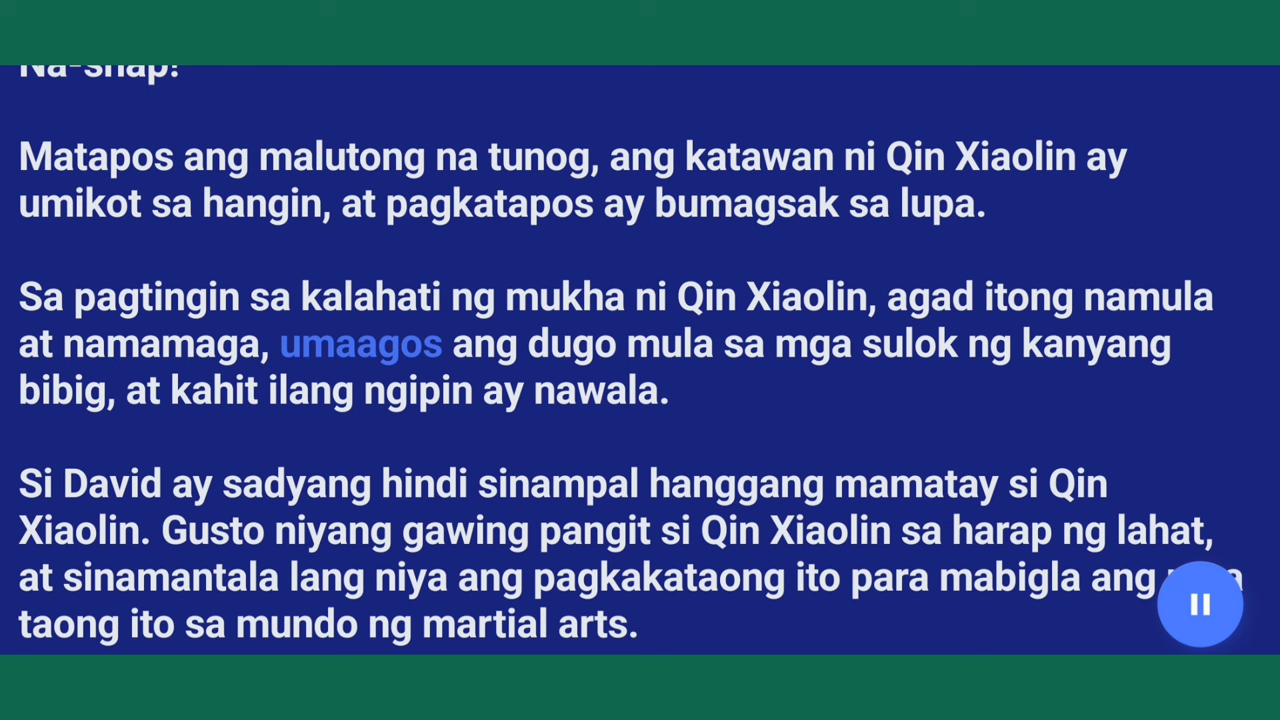 Na-snap!
Matapos ang malutong na tunog, ang katawan ni Qin Xiaolin ay
umikot sa hangin, at pagkatapos ay bumagsak sa lupa.
Sa pagtingin sa kalahati ng mukha ni Qin Xiaolin, agad itong namula
at namamaga, umaagos ang dugo mula sa mga sulok ng kanyang
bibig, at kahit ilang ngipin ay nawala.
Si David ay sadyang hindi sinampal hanggang mamatay si Qin
Xiaolin. Gusto niyang gawing pangit si Qin Xiaolin sa harap ng lahat,
at sinamantala lang niya ang pagkakataong ito para mabigla ang
taong ito sa mundo ng martial arts.